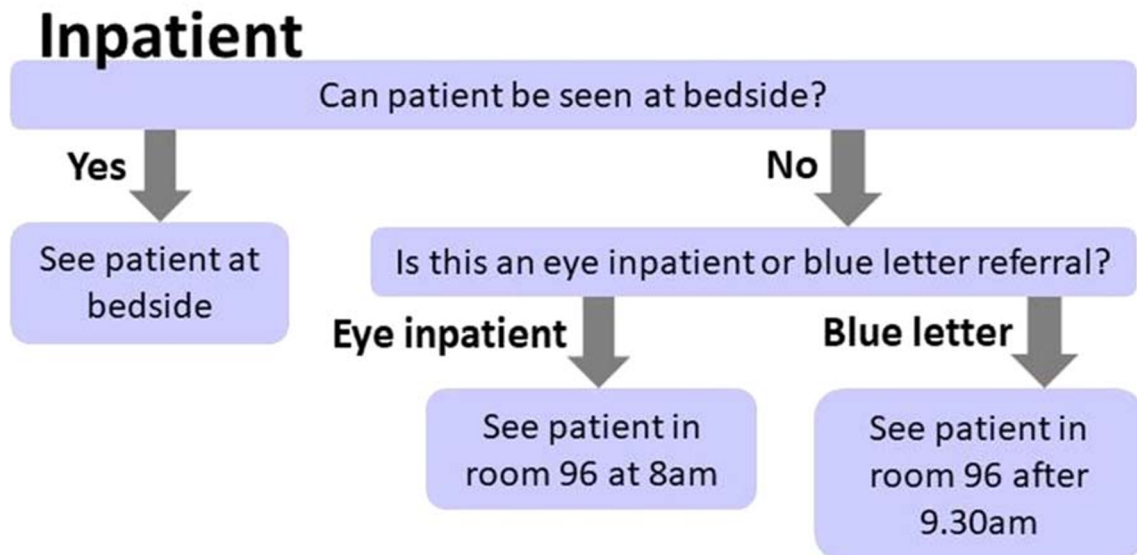 Inpatient
Can patient be seen at bedside?
Yes
No
See patient at
bedside
Is this an eye inpatient or blue letter referral?
Eye inpatient
Blue letter
See patient in
room 96 at 8am
See patient in
room 96 after
9.30am